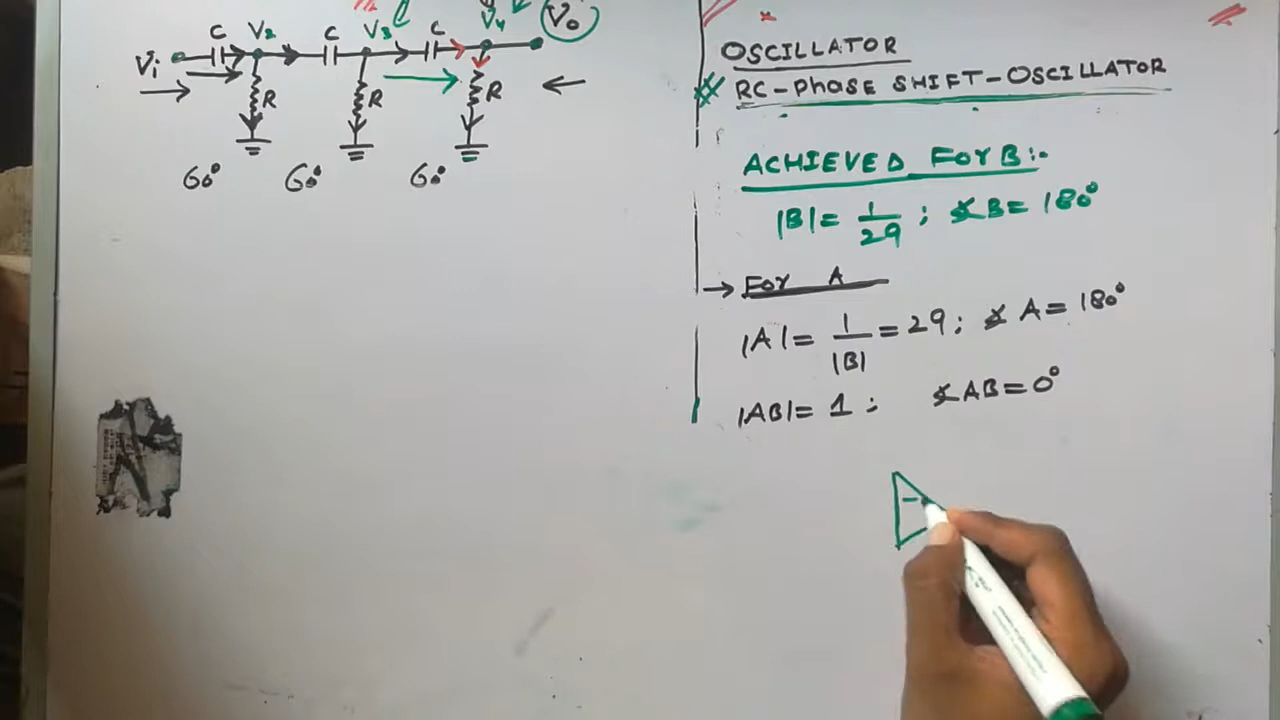 C V2 C V3 C V4 Vo
Vi
R R R
60° 60° 60°
OSCILLATOR
RC-PhaSE SHIFT-OSCILLATOR
ACHIEVED FOR B:-
|B| = 1/29 ; ∠B = 180°
→ For A
|A| = 1/|B| = 29 ; ∠A = 180°
|AB| = 1 ; ∠AB = 0°